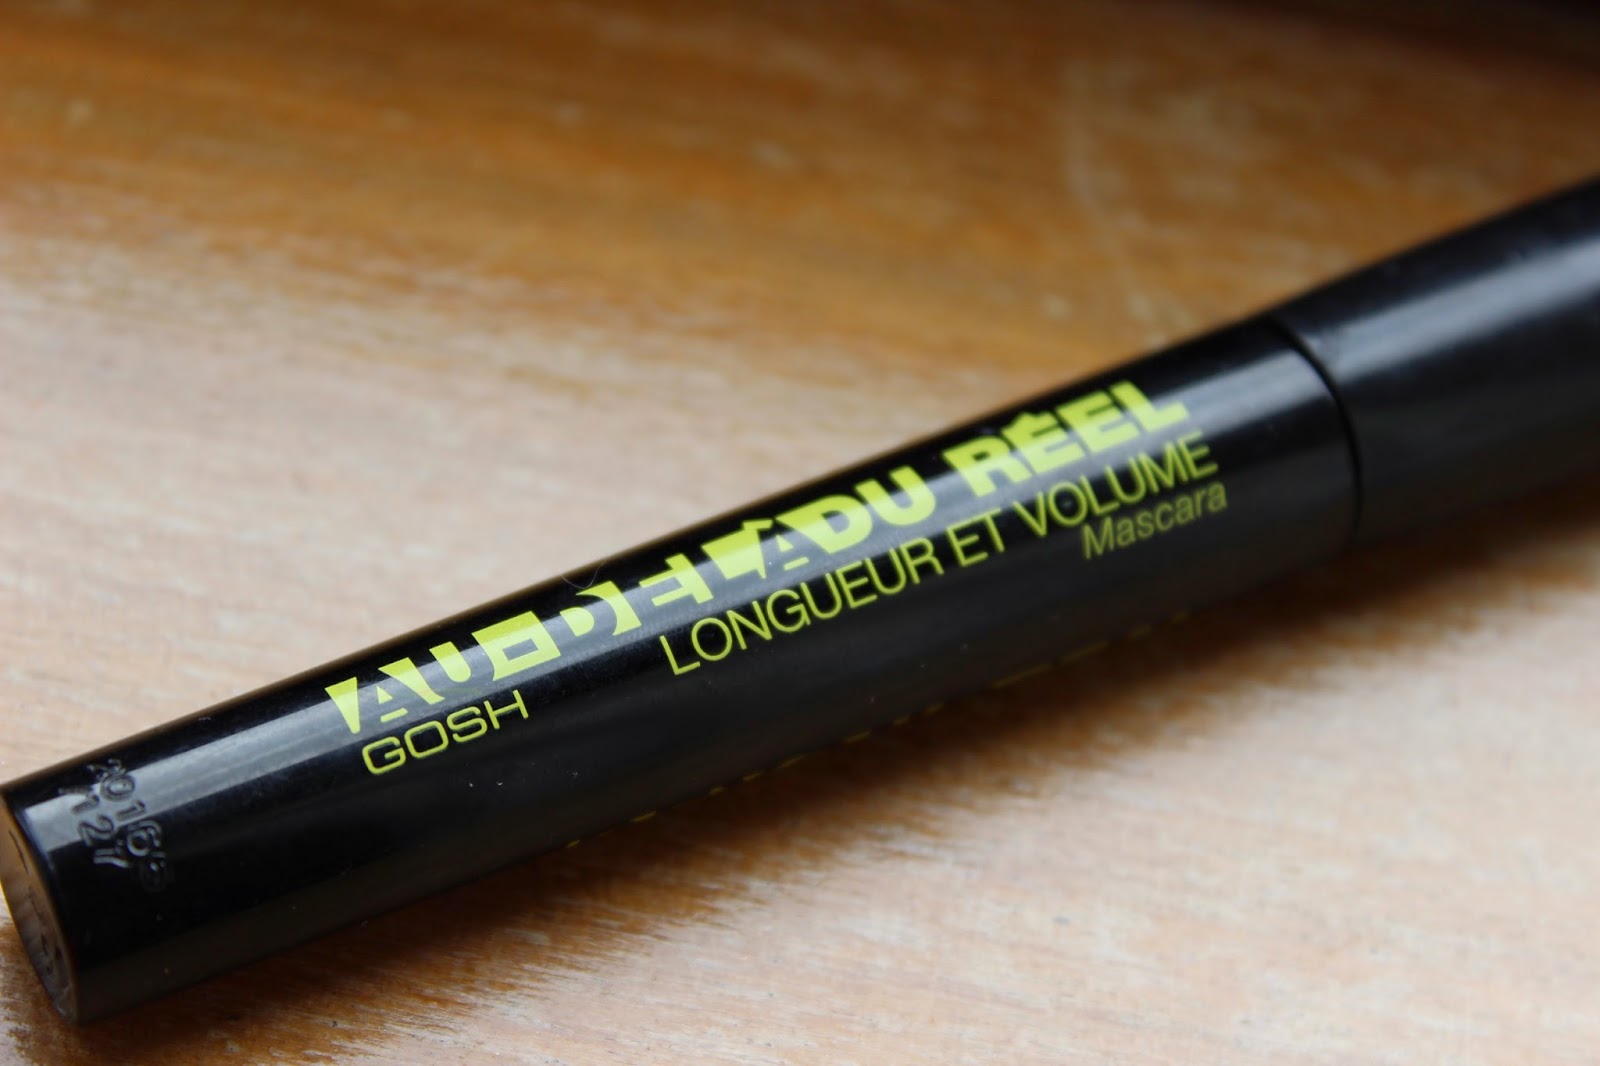 AU DELÀ DU RÉEL
LONGUEUR ET VOLUME
Mascara
GOSH